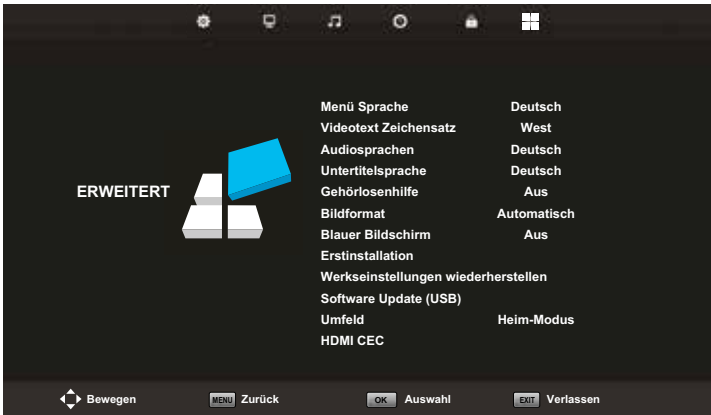 Menü Sprache Deutsch
Videotext Zeichensatz West
Audiosprachen Deutsch
Untertitelsprache Deutsch
ERWEITERT
Gehörlosenhilfe Aus
Bildformat Automatisch
Blauer Bildschirm Aus
Erstinstallation
Werkseinstellungen wiederherstellen
Software Update (USB)
Umfeld Heim-Modus
HDMI CEC
Bewegen MENU Zurück OK Auswahl EXIT Verlassen